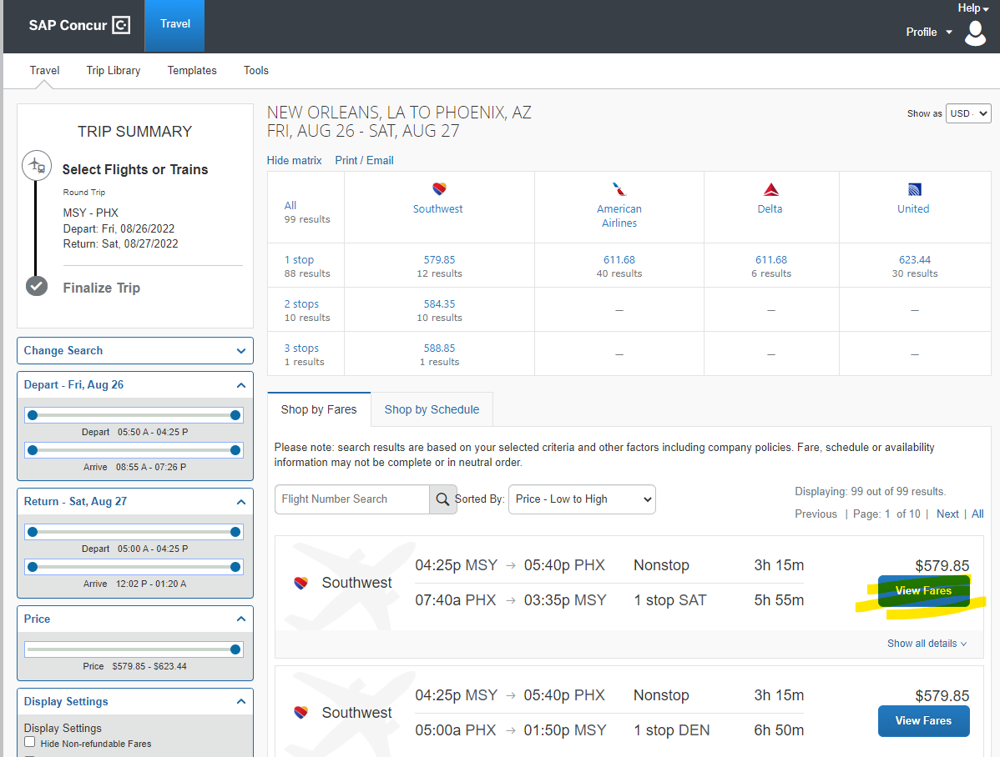 Help
SAP Concur
Travel
Profile
Travel
Trip Library
Templates
Tools
TRIP SUMMARY
Select Flights or Trains
Round Trip
MSY - PHX
Depart: Fri, 08/26/2022
Return: Sat, 08/27/2022
Finalize Trip
Change Search
Depart - Fri, Aug 26
Depart 05:50 A - 04:25 P
Arrive 08:55 A - 07:26 P
Return - Sat, Aug 27
Depart 05:00 A - 04:25 P
Arrive 12:02 P - 01:20 A
Price
Price $579.85 - $623.44
Display Settings
Display Settings
Hide Non-refundable Fares
NEW ORLEANS, LA TO PHOENIX, AZ
FRI, AUG 26 - SAT, AUG 27
Show as USD
Hide matrix Print / Email
All
99 results
Southwest
American
Airlines
Delta
United
1 stop
88 results
579.85
12 results
611.68
40 results
611.68
6 results
623.44
30 results
2 stops
10 results
584.35
10 results
—
—
—
3 stops
1 results
588.85
1 results
—
—
—
Shop by Fares
Shop by Schedule
Please note: search results are based on your selected criteria and other factors including company policies. Fare, schedule or availability
information may not be complete or in neutral order.
Flight Number Search
Sorted By: Price - Low to High
Displaying: 99 out of 99 results.
Previous | Page: 1 of 10 | Next | All
Southwest
04:25p MSY → 05:40p PHX Nonstop 3h 15m
07:40a PHX → 03:35p MSY 1 stop SAT 5h 55m
$579.85
View Fares
Show all details
Southwest
04:25p MSY → 05:40p PHX Nonstop 3h 15m
05:00a PHX → 01:50p MSY 1 stop DEN 6h 50m
$579.85
View Fares